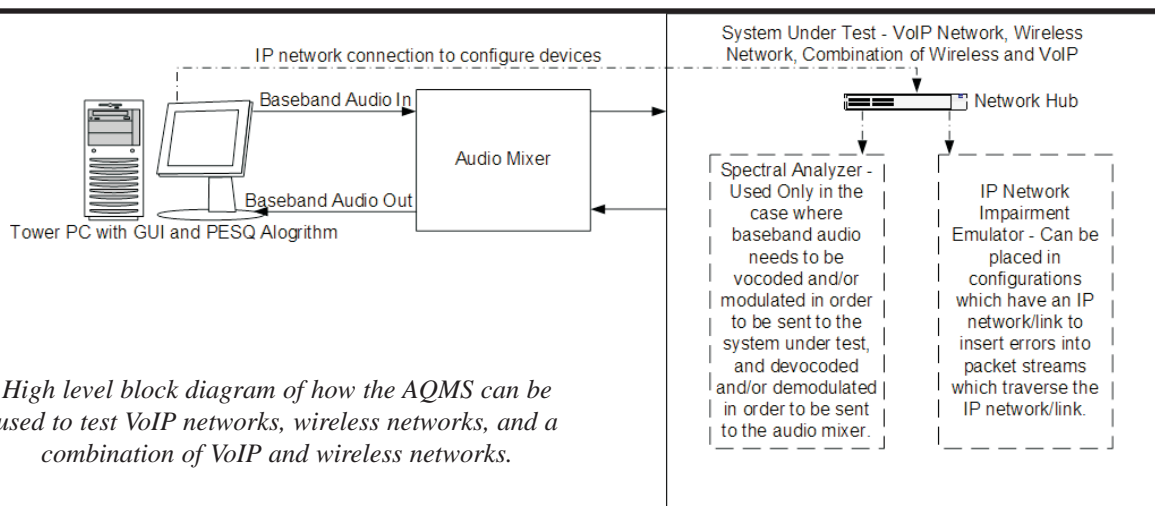 IP network connection to configure devices
Baseband Audio In
Audio Mixer
Baseband Audio Out
Tower PC with GUI and PESQ Alogrithm
High level block diagram of how the AQMS can be
used to test VoIP networks, wireless networks, and a
combination of VoIP and wireless networks.
System Under Test - VoIP Network, Wireless
Network, Combination of Wireless and VoIP
Network Hub
Spectral Analyzer -
Used Only in the
case where
baseband audio
needs to be
vocoded and/or
modulated in order
to be sent to the
system under test,
and devocoded
and/or demodulated
in order to be sent
to the audio mixer.
IP Network
Impairment
Emulator - Can be
placed in
configurations
which have an IP
network/link to
insert errors into
packet streams
which traverse the
IP network/link.